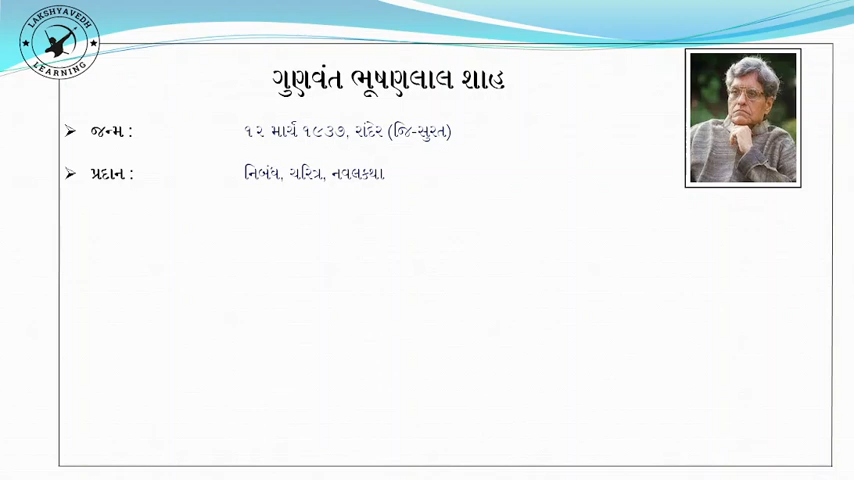 LAKSHYAVEDH
LEARNING
ગુણવંત ભૂષણલાલ શાહ
➢ જન્મ : ૧૨ માર્ચ ૧૯૩૭, રાંદેર (જિ-સુરત)
➢ પ્રદાન : નિબંધ, ચરિત્ર, નવલકથા